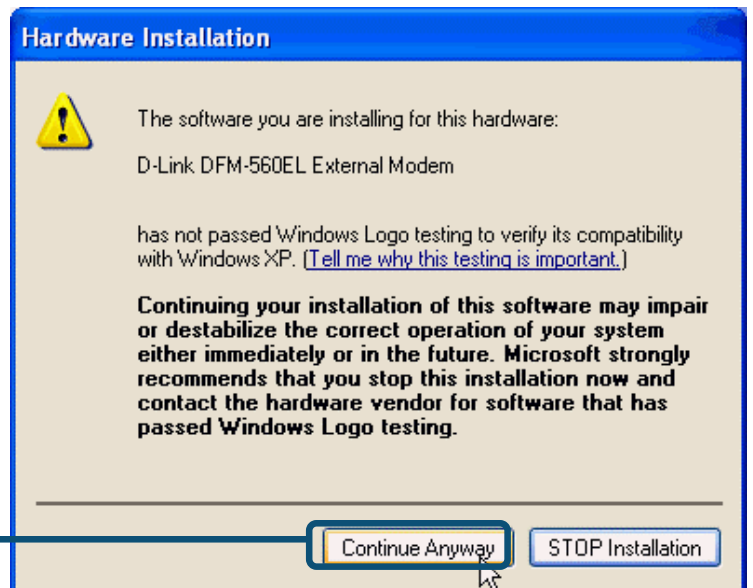 Hardware Installation
The software you are installing for this hardware:
D-Link DFM-560EL External Modem
has not passed Windows Logo testing to verify its compatibility
with Windows XP. (Tell me why this testing is important.)
Continuing your installation of this software may impair
or destabilize the correct operation of your system
either immediately or in the future. Microsoft strongly
recommends that you stop this installation now and
contact the hardware vendor for software that has
passed Windows Logo testing.
Continue Anyway
STOP Installation